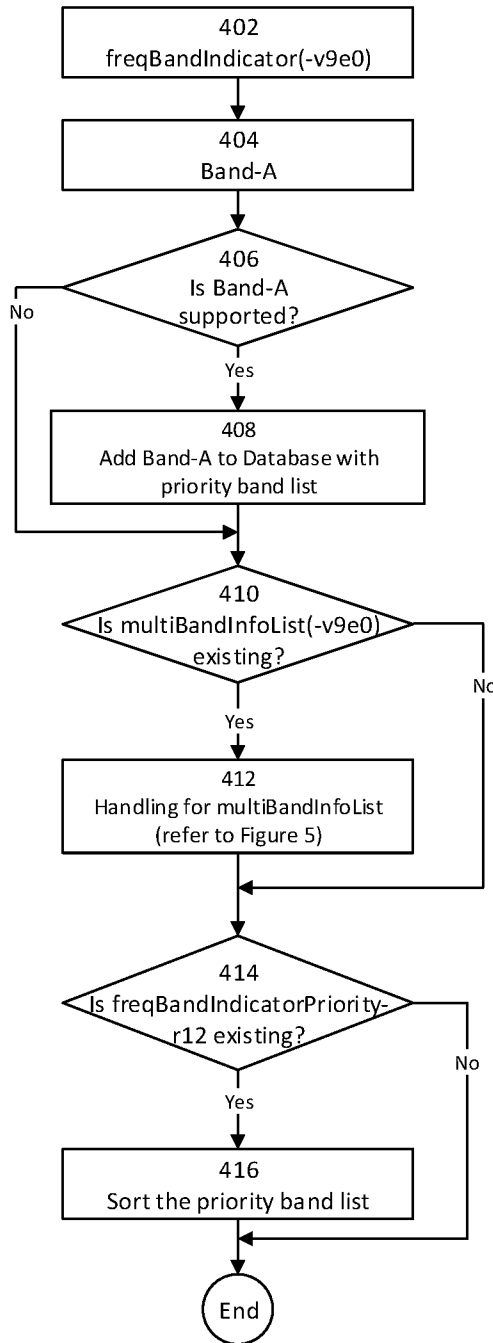 402
freqBandIndicator(-v9e0)
404
Band-A
406
Is Band-A
supported?
No
Yes
408
Add Band-A to Database with
priority band list
410
Is multiBandInfoList(-v9e0)
existing?
No
Yes
412
Handling for multiBandInfoList
(refer to Figure 5)
414
Is freqBandIndicatorPriority-
r12 existing?
No
Yes
416
Sort the priority band list
End